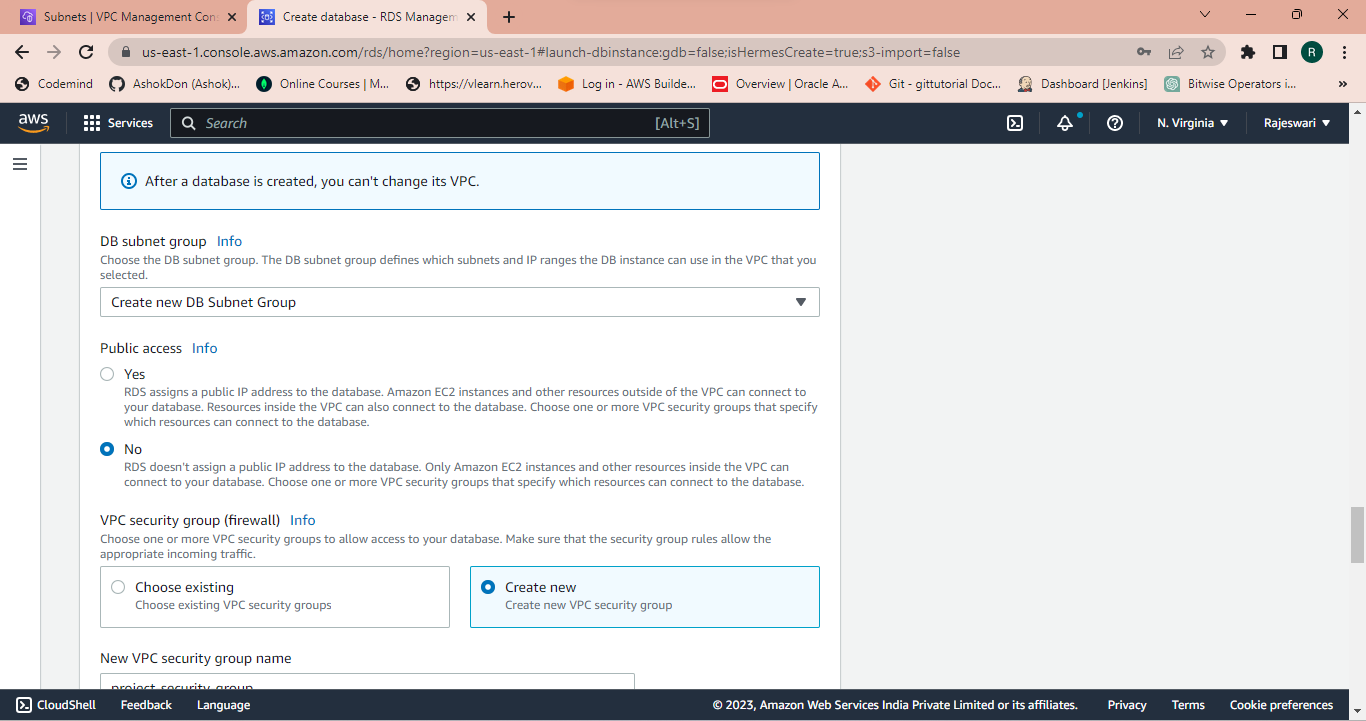 Subnets | VPC Management Con
Create database - RDS Managem
us-east-1.console.aws.amazon.com/rds/home?region=us-east-1#launch-dbinstance:gdb=false;isHermesCreate=true;s3-import=false
R
Codemind
AshokDon (Ashok)...
Online Courses | M...
https://vlearn.herov...
Log in - AWS Builde...
Overview | Oracle A...
Git - gittutorial Doc...
Dashboard [Jenkins]
Bitwise Operators i...
»
aws
Services
Search
[Alt+S]
N. Virginia
Rajeswari
After a database is created, you can't change its VPC.
DB subnet group Info
Choose the DB subnet group. The DB subnet group defines which subnets and IP ranges the DB instance can use in the VPC that you
selected.
Create new DB Subnet Group
Public access Info
Yes
RDS assigns a public IP address to the database. Amazon EC2 instances and other resources outside of the VPC can connect to
your database. Resources inside the VPC can also connect to the database. Choose one or more VPC security groups that specify
which resources can connect to the database.
No
RDS doesn't assign a public IP address to the database. Only Amazon EC2 instances and other resources inside the VPC can
connect to your database. Choose one or more VPC security groups that specify which resources can connect to the database.
VPC security group (firewall) Info
Choose one or more VPC security groups to allow access to your database. Make sure that the security group rules allow the
appropriate incoming traffic.
Choose existing
Choose existing VPC security groups
Create new
Create new VPC security group
New VPC security group name
project-security-group
CloudShell
Feedback
Language
© 2023, Amazon Web Services India Private Limited or its affiliates.
Privacy
Terms
Cookie preferences